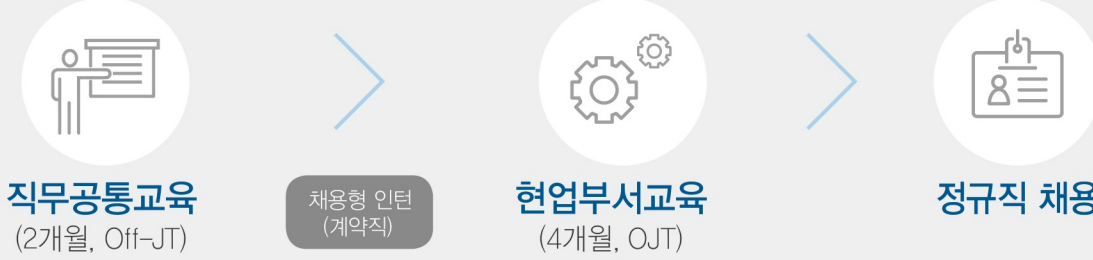 직무공통교육
(2개월, Off-JT)
채용형 인턴
(계약직)
현업부서교육
(4개월, OJT)
정규직 채용